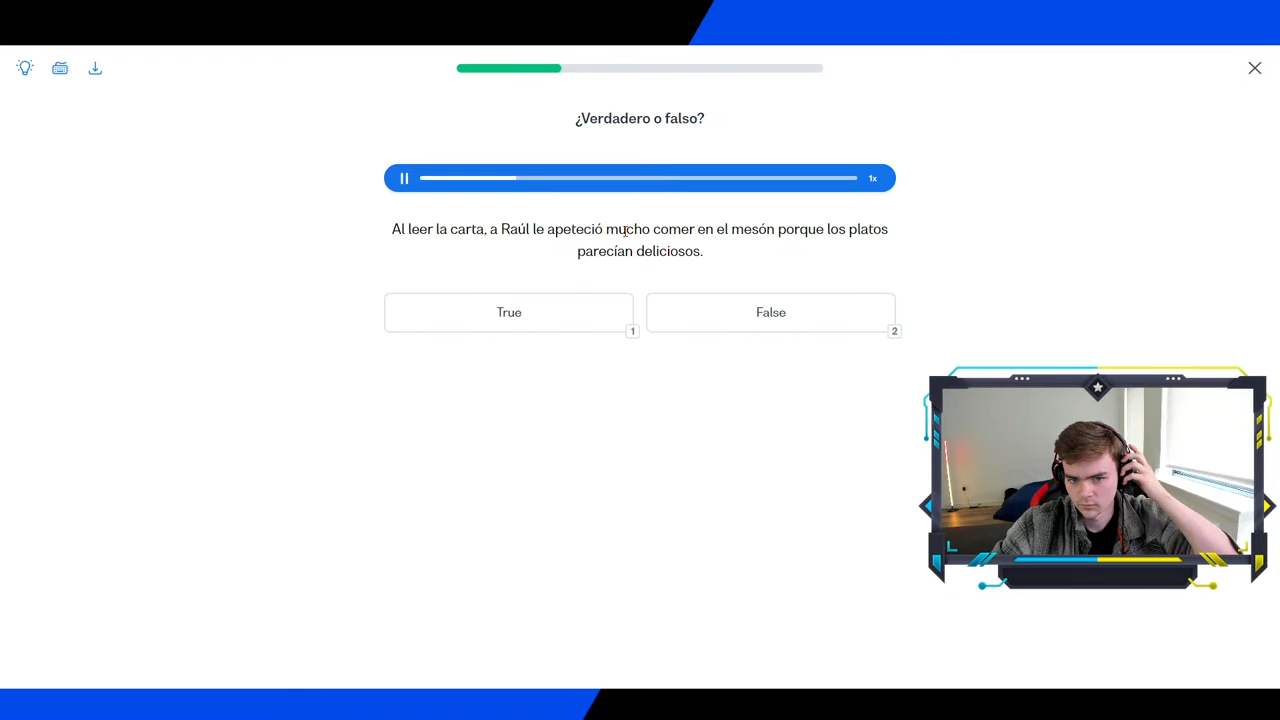 ¿Verdadero o falso?
1x
Al leer la carta, a Raúl le apeteció mucho comer en el mesón porque los platos
parecían deliciosos.
True
1
False
2